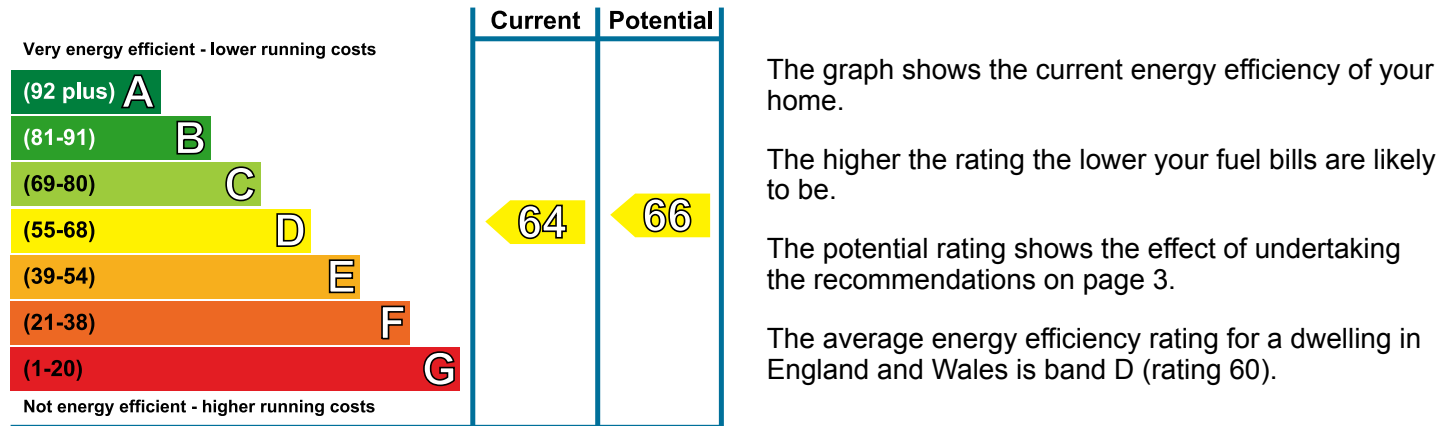 Current Potential
Very energy efficient - lower running costs
(92 plus) A
(81-91) B
(69-80) C
(55-68) D
64
66
(39-54) E
(21-38) F
(1-20) G
Not energy efficient - higher running costs
The graph shows the current energy efficiency of your
home.
The higher the rating the lower your fuel bills are likely
to be.
The potential rating shows the effect of undertaking
the recommendations on page 3.
The average energy efficiency rating for a dwelling in
England and Wales is band D (rating 60).